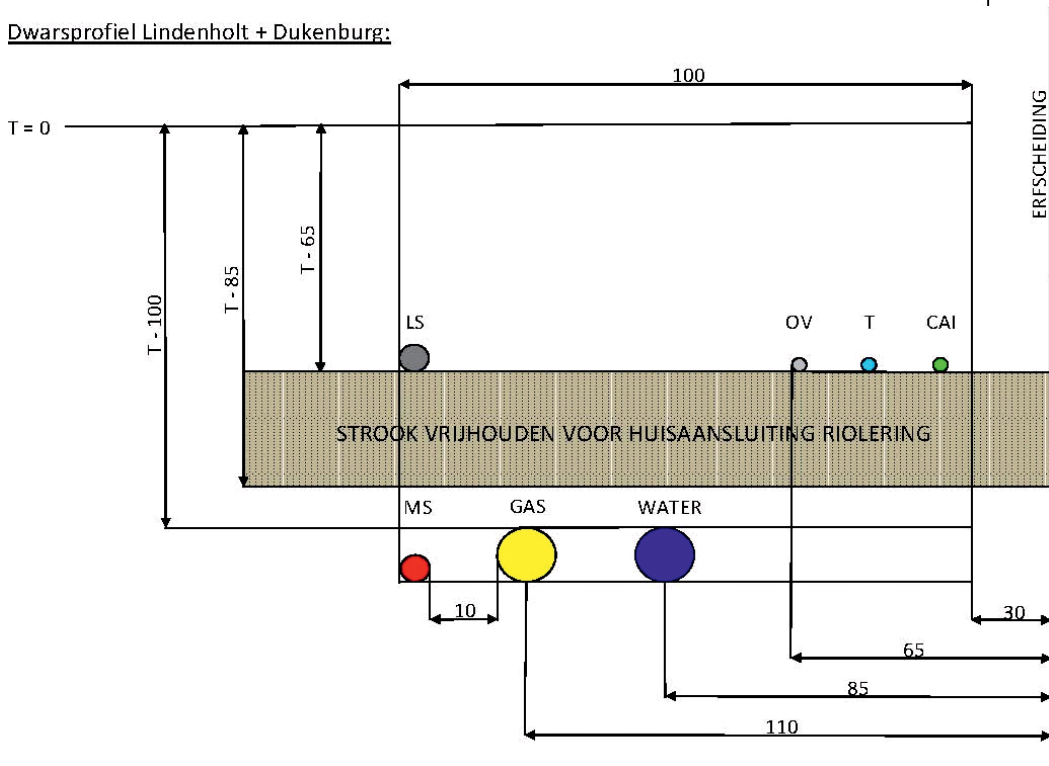 Dwarsprofiel Lindenholt + Dukenburg:
100
T = 0
ERFSCHEIDING
T - 65
T - 85
T - 100
LS
OV T CAI
STROOK VRIJHOUDEN VOOR HUISAANSLUITING RIOLERING
MS GAS WATER
10
30
65
85
110